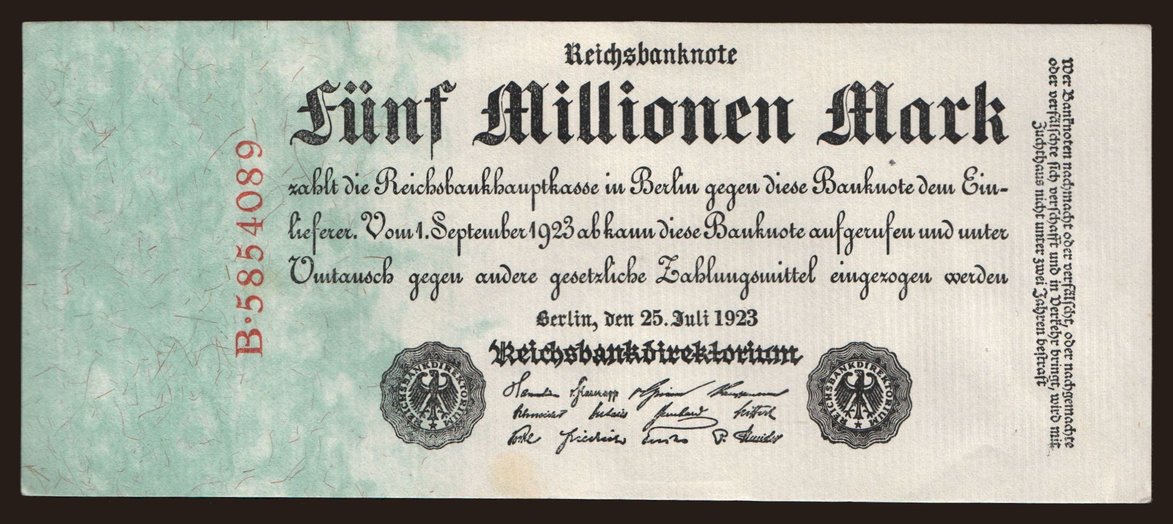 Reichsbanknote
Fünf Millionen Mark
zahlt die Reichsbankhauptkasse in Berlin gegen diese Banknote dem Ein-
lieferer. Vom 1. September 1923 ab kann diese Banknote aufgerufen und unter
Umtausch gegen andere gesetzliche Zahlungsmittel eingezogen werden
Berlin, den 25. Juli 1923
Reichsbankdirektorium
REICHSBANKDIREKTORIUM
REICHSBANKDIREKTORIUM
B·5854089
Wer Banknoten nachmacht oder verfälscht, oder nachgemachte
oder verfälschte sich verschafft und in Verkehr bringt, wird mit
Zuchthaus nicht unter zwei Jahren bestraft